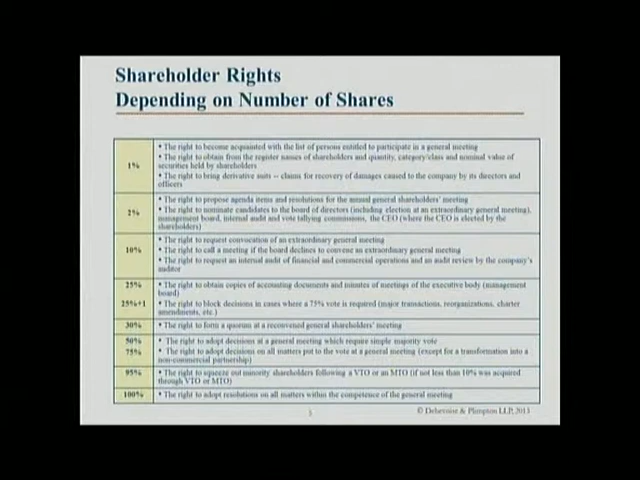 Shareholder Rights
Depending on Number of Shares
1%
• The right to become acquainted with the list of persons entitled to participate in a general meeting
• The right to obtain from the register names of shareholders and quantity, category/class and nominal value of
securities held by shareholders
• The right to bring derivative suits – claims for recovery of damages caused to the company by its directors and
officers
2%
• The right to propose agenda items and resolutions for the annual general shareholders' meeting
• The right to nominate candidates to the board of directors (including election at an extraordinary general meeting),
management board, internal audit and vote tallying commissions, the CEO (where the CEO is elected by the
shareholders)
10%
• The right to request convocation of an extraordinary general meeting
• The right to call a meeting if the board declines to convene an extraordinary general meeting
• The right to request an internal audit of financial and commercial operations and an audit review by the company's
auditor
25%
• The right to obtain copies of accounting documents and minutes of meetings of the executive body (management
board)
25%+1
• The right to block decisions in cases where a 75% vote is required (major transactions, reorganizations, charter
amendments, etc.)
30%
• The right to form a quorum at a reconvened general shareholders' meeting
50%
• The right to adopt decisions at a general meeting which require simple majority vote
75%
• The right to adopt decisions on all matters put to the vote at a general meeting (except for a transformation into a
non-commercial partnership)
95%
• The right to squeeze out minority shareholders following a VTO or an MTO (if not less than 10% was acquired
through VTO or MTO)
100%
• The right to adopt resolutions on all matters within the competence of the general meeting
© Debevoise & Plimpton LLP, 2013